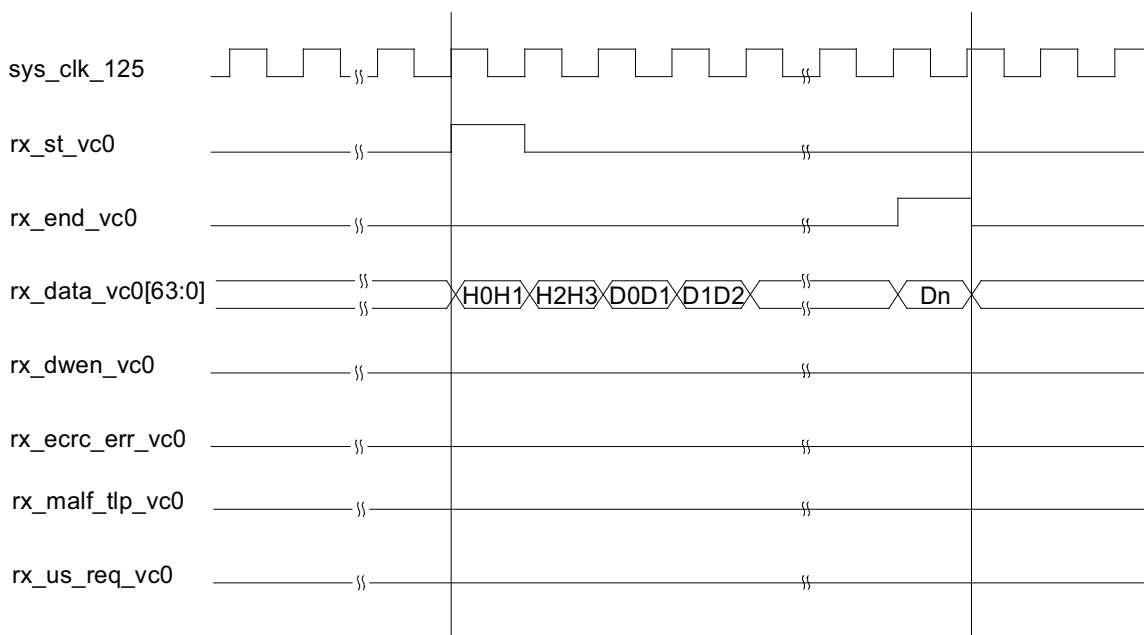 sys_clk_125
rx_st_vc0
rx_end_vc0
rx_data_vc0[63:0] H0H1 H2H3 D0D1 D1D2 Dn
rx_dwen_vc0
rx_ecrc_err_vc0
rx_malf_tlp_vc0
rx_us_req_vc0